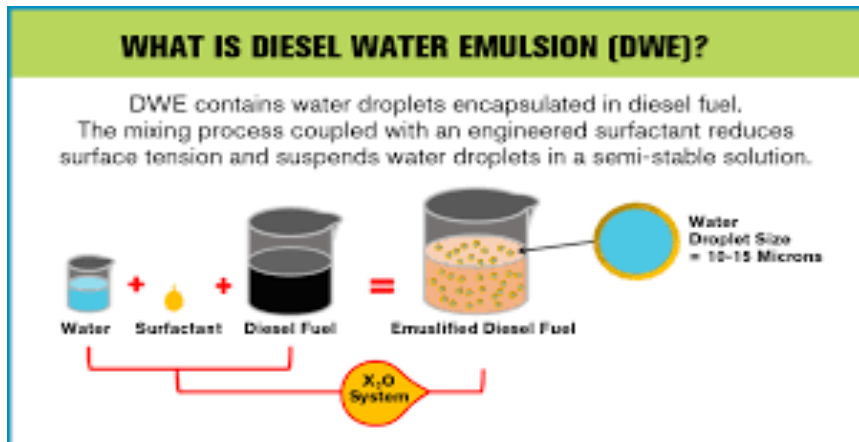 WHAT IS DIESEL WATER EMULSION (DWE)?
DWE contains water droplets encapsulated in diesel fuel.
The mixing process coupled with an engineered surfactant reduces
surface tension and suspends water droplets in a semi-stable solution.
Water
Droplet Size
= 10-15 Microns
Water
Surfactant
Diesel Fuel
Emuslified Diesel Fuel
X₂O
System